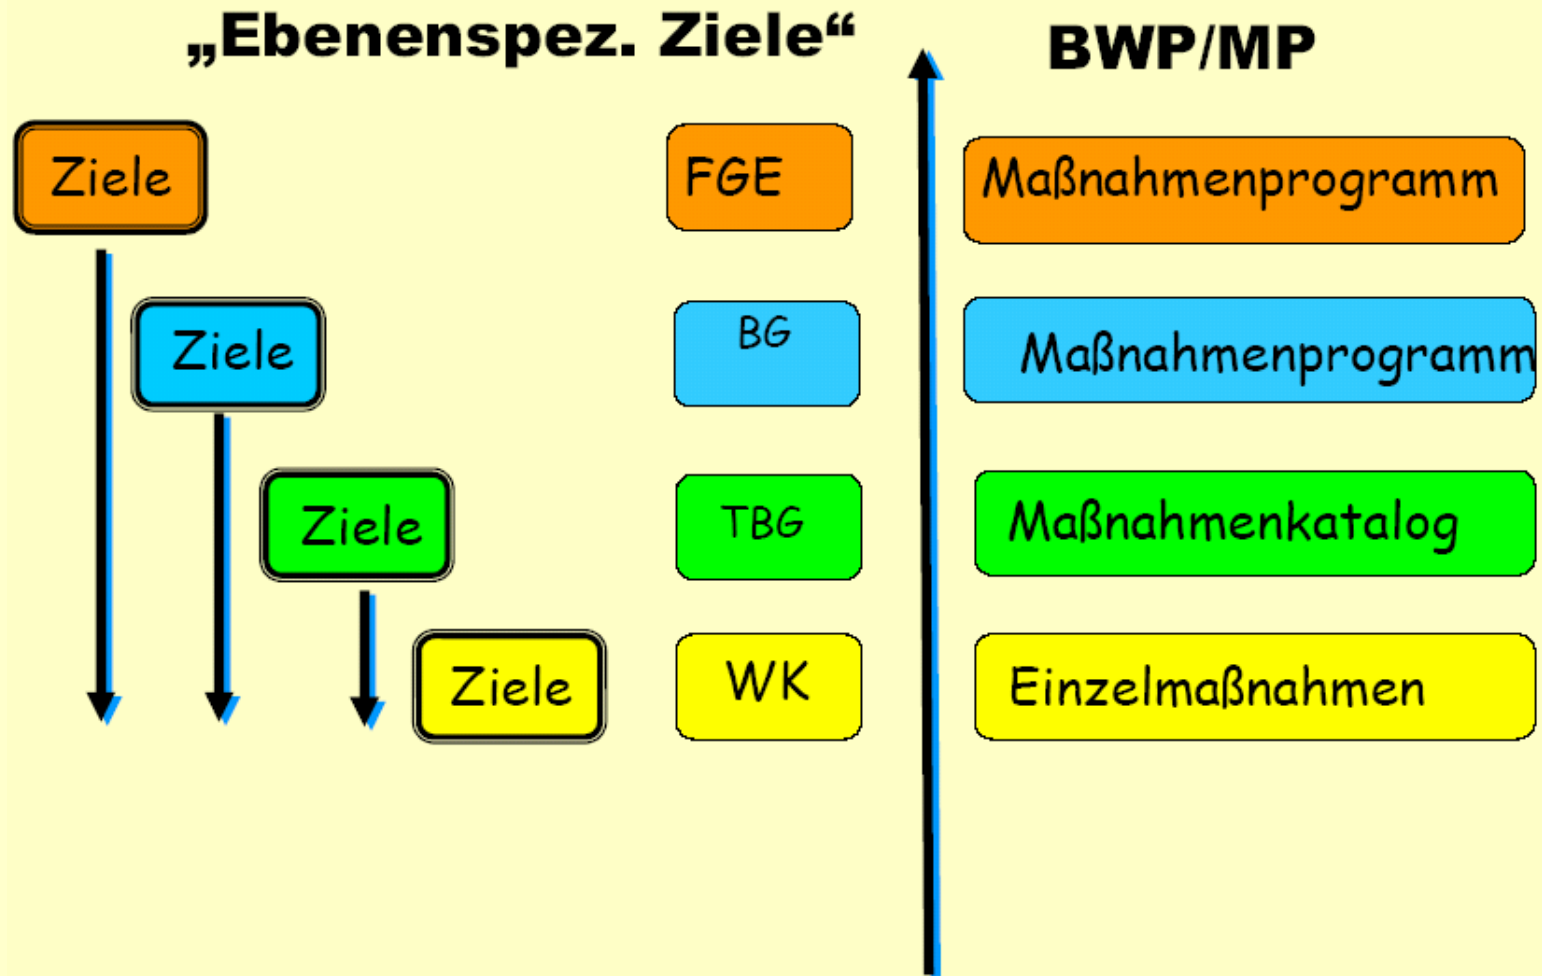 „Ebenenspez. Ziele“ BWP/MP
Ziele FGE Maßnahmenprogramm
Ziele BG Maßnahmenprogramm
Ziele TBG Maßnahmenkatalog
Ziele WK Einzelmaßnahmen